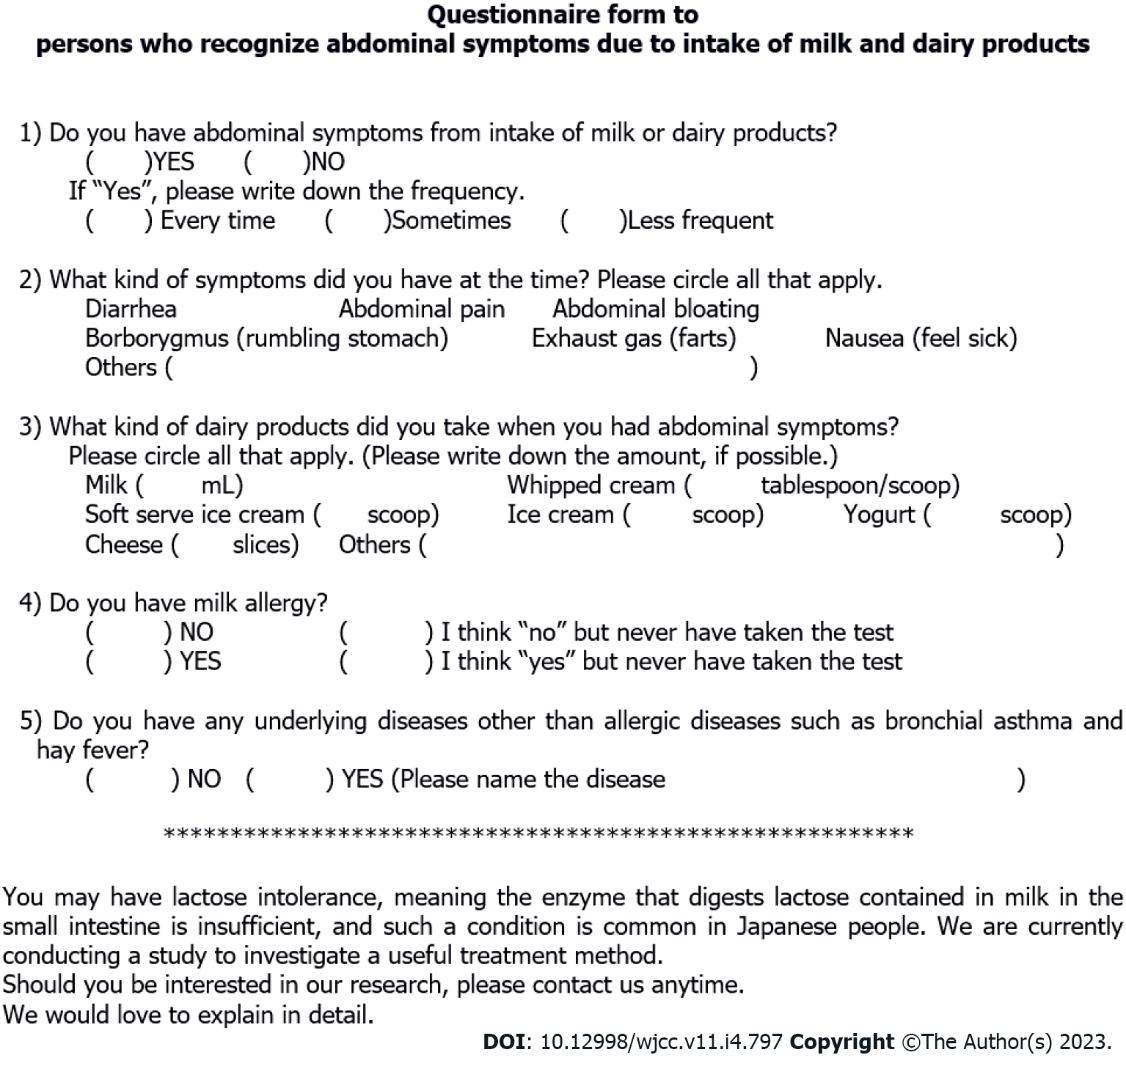 Questionnaire form to
persons who recognize abdominal symptoms due to intake of milk and dairy products
1) Do you have abdominal symptoms from intake of milk or dairy products?
( )YES ( )NO
If “Yes”, please write down the frequency.
( ) Every time ( )Sometimes ( )Less frequent
2) What kind of symptoms did you have at the time? Please circle all that apply.
Diarrhea Abdominal pain Abdominal bloating
Borborygmus (rumbling stomach) Exhaust gas (farts) Nausea (feel sick)
Others ( )
3) What kind of dairy products did you take when you had abdominal symptoms?
Please circle all that apply. (Please write down the amount, if possible.)
Milk ( mL) Whipped cream ( tablespoon/scoop)
Soft serve ice cream ( scoop) Ice cream ( scoop) Yogurt ( scoop)
Cheese ( slices) Others ( )
4) Do you have milk allergy?
( ) NO ( ) I think “no” but never have taken the test
( ) YES ( ) I think “yes” but never have taken the test
5) Do you have any underlying diseases other than allergic diseases such as bronchial asthma and
hay fever?
( ) NO ( ) YES (Please name the disease )
*********************************************************
You may have lactose intolerance, meaning the enzyme that digests lactose contained in milk in the
small intestine is insufficient, and such a condition is common in Japanese people. We are currently
conducting a study to investigate a useful treatment method.
Should you be interested in our research, please contact us anytime.
We would love to explain in detail.
DOI: 10.12998/wjcc.v11.i4.797 Copyright ©The Author(s) 2023.